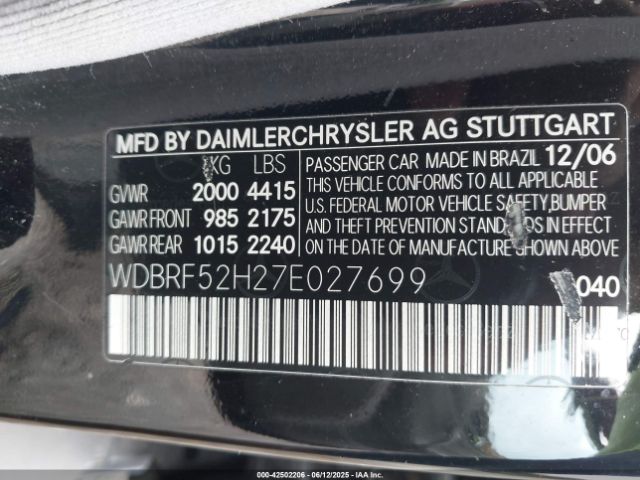 MFD BY DAIMLERCHRYSLER AG STUTTGART
KG LBS
GVWR 2000 4415
GAWR FRONT 985 2175
GAWR REAR 1015 2240
PASSENGER CAR MADE IN BRAZIL 12/06
THIS VEHICLE CONFORMS TO ALL APPLICABLE
U.S. FEDERAL MOTOR VEHICLE SAFETY, BUMPER
AND THEFT PREVENTION STANDARDS IN EFFECT
ON THE DATE OF MANUFACTURE SHOWN ABOVE
WDBRF52H27E027699
040
000-42502206 - 06/12/2025 - IAAI.COM